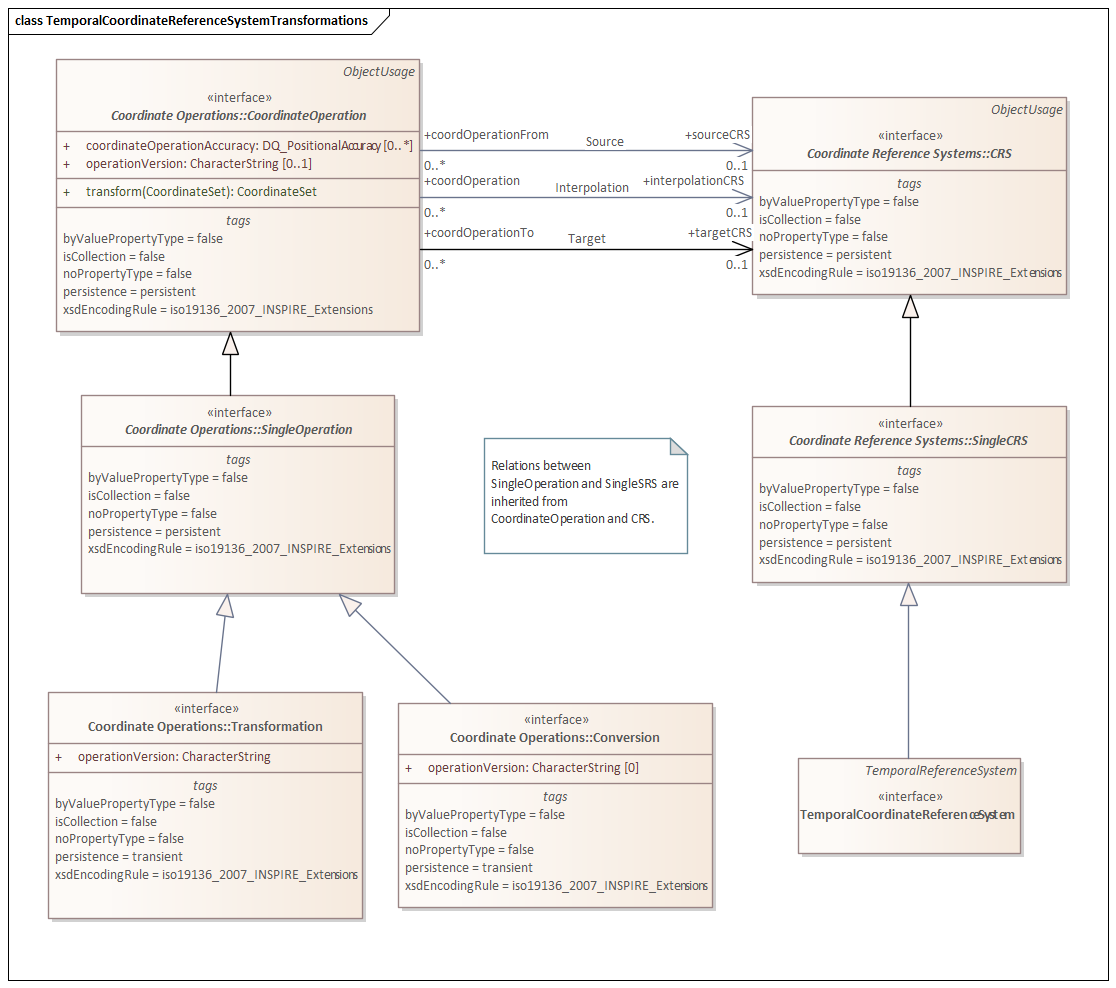 class TemporalCoordinateReferenceSystemTransformations
ObjectUsage
«interface»
Coordinate Operations::CoordinateOperation
+ coordinateOperationAccuracy: DQ_PositionalAccuracy [0..*]
+ operationVersion: CharacterString [0..1]
+ transform(CoordinateSet): CoordinateSet
tags
byValuePropertyType = false
isCollection = false
noPropertyType = false
persistence = persistent
xsdEncodingRule = iso19136_2007_INSPIRE_Extensions
+coordOperationFrom Source +sourceCRS
0..* 0..1
+coordOperation Interpolation +interpolationCRS
0..* 0..1
+coordOperationTo Target +targetCRS
0..* 0..1
ObjectUsage
«interface»
Coordinate Reference Systems::CRS
tags
byValuePropertyType = false
isCollection = false
noPropertyType = false
persistence = persistent
xsdEncodingRule = iso19136_2007_INSPIRE_Extensions
«interface»
Coordinate Operations::SingleOperation
tags
byValuePropertyType = false
isCollection = false
noPropertyType = false
persistence = persistent
xsdEncodingRule = iso19136_2007_INSPIRE_Extensions
Relations between
SingleOperation and SingleSRS are
inherited from
CoordinateOperation and CRS.
«interface»
Coordinate Reference Systems::SingleCRS
tags
byValuePropertyType = false
isCollection = false
noPropertyType = false
persistence = persistent
xsdEncodingRule = iso19136_2007_INSPIRE_Extensions
«interface»
Coordinate Operations::Transformation
+ operationVersion: CharacterString
tags
byValuePropertyType = false
isCollection = false
noPropertyType = false
persistence = transient
xsdEncodingRule = iso19136_2007_INSPIRE_Extensions
«interface»
Coordinate Operations::Conversion
+ operationVersion: CharacterString [0]
tags
byValuePropertyType = false
isCollection = false
noPropertyType = false
persistence = transient
xsdEncodingRule = iso19136_2007_INSPIRE_Extensions
TemporalReferenceSystem
«interface»
TemporalCoordinateReferenceSystem